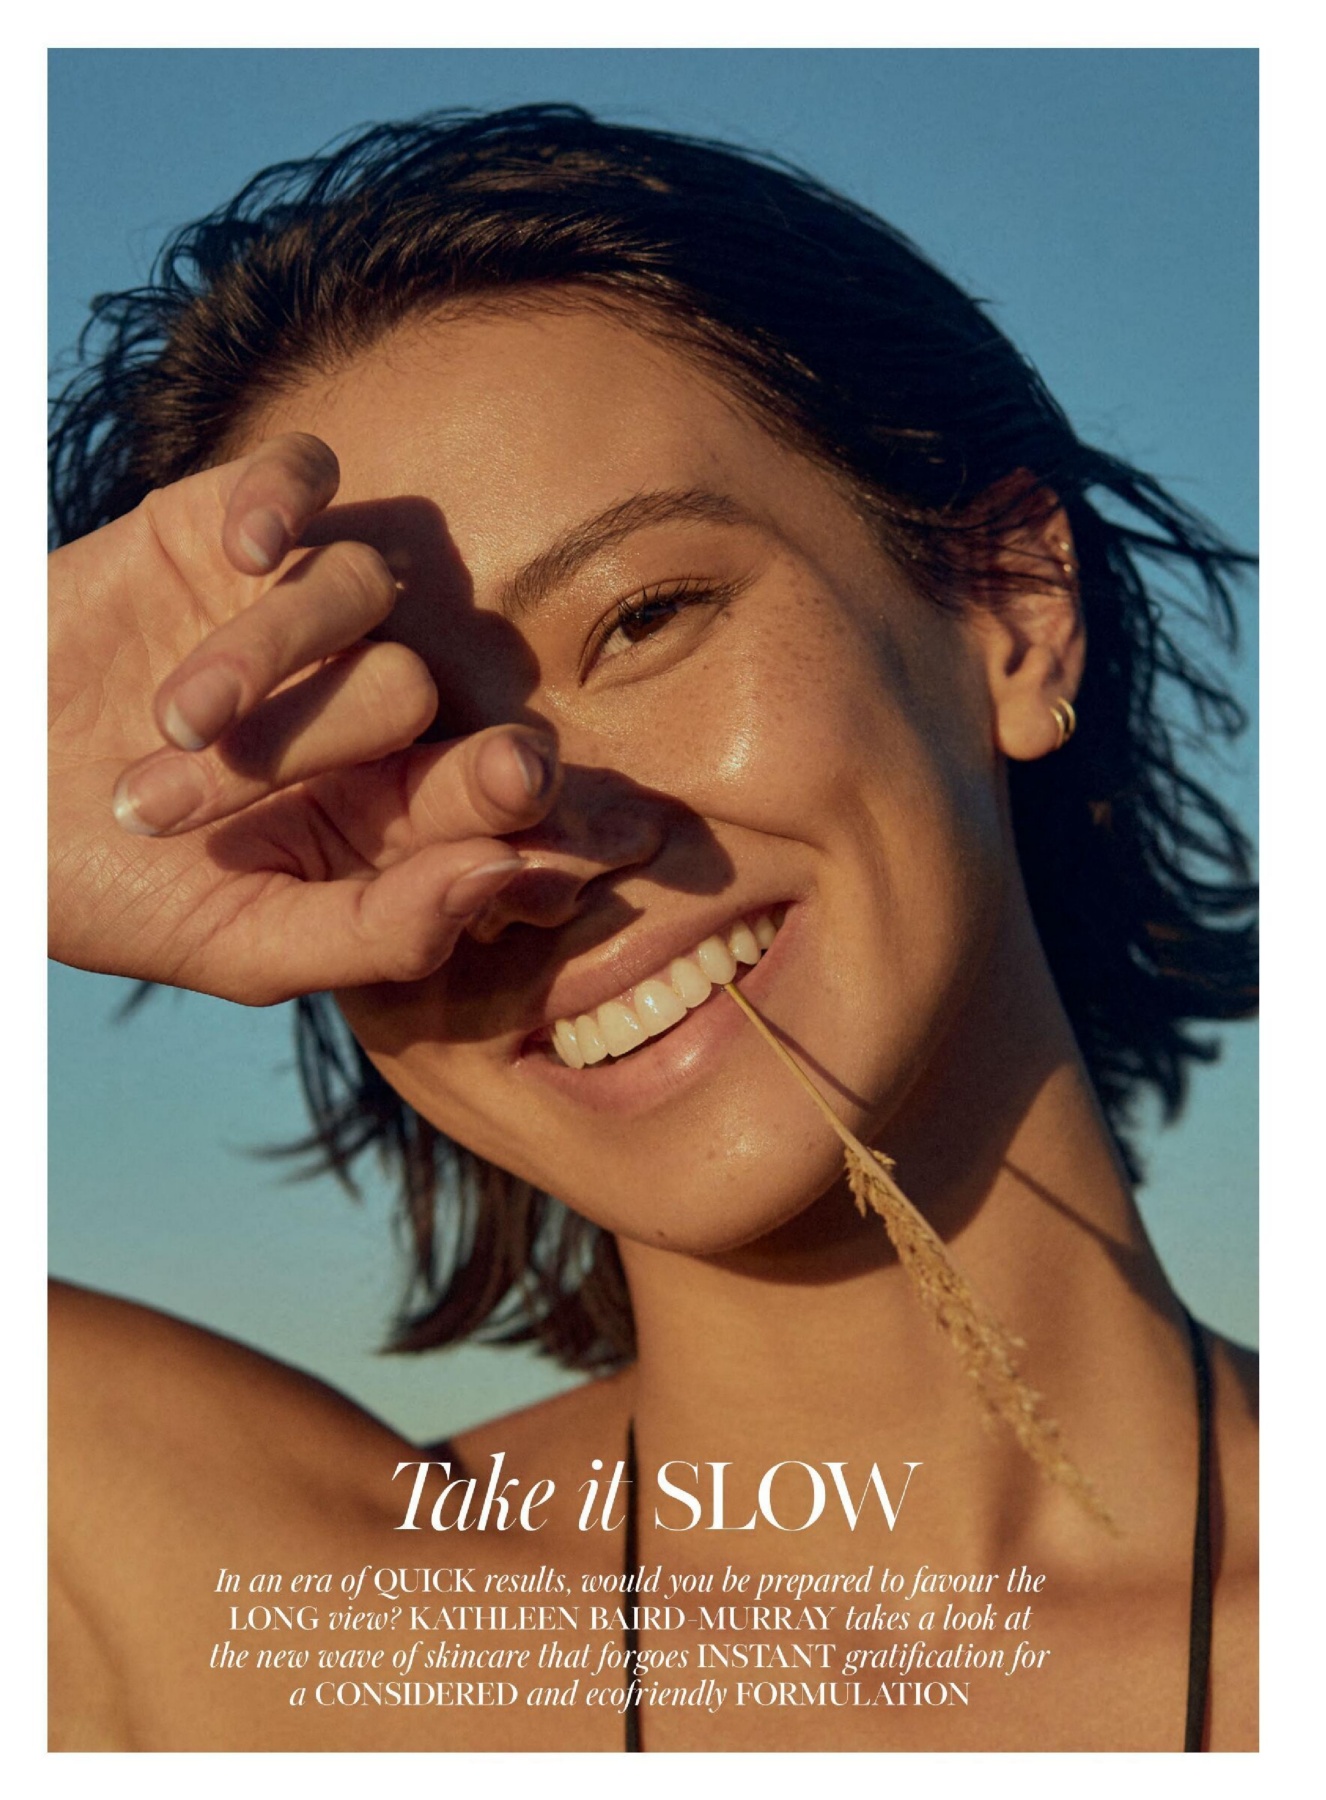 Take it SLOW
In an era of QUICK results, would you be prepared to favour the
LONG view? KATHLEEN BAIRD-MURRAY takes a look at
the new wave of skincare that forgoes INSTANT gratification for
a CONSIDERED and ecofriendly FORMULATION